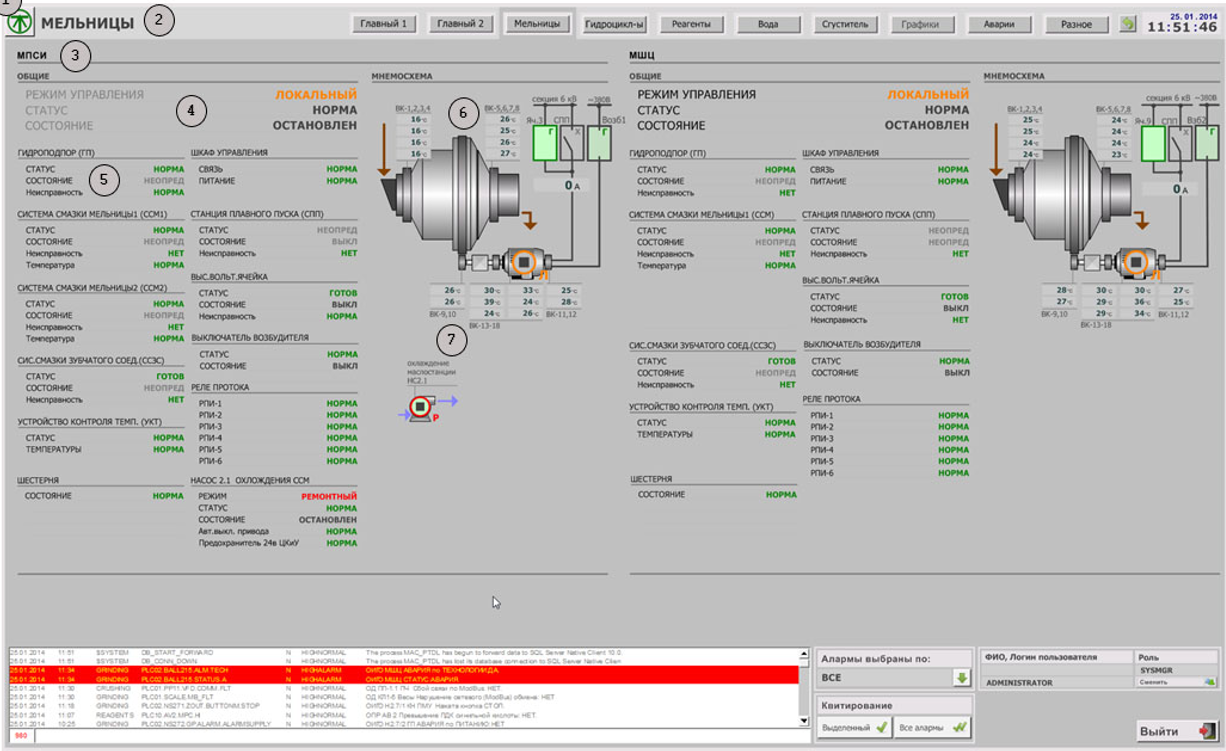 1
МЕЛЬНИЦЫ 2
Главный 1 Главный 2 Мельницы Гидроцикл-ы Реагенты Вода Сгуститель Графики Аварии Разное
25.01.2014
11:51:46
МПСИ 3
ОБЩИЕ
РЕЖИМ УПРАВЛЕНИЯ ЛОКАЛЬНЫЙ
СТАТУС 4 НОРМА
СОСТОЯНИЕ ОСТАНОВЛЕН
ГИДРОПОДПОР (ГП)
СТАТУС НОРМА
СОСТОЯНИЕ 5 НЕОПРЕД
Неисправность НОРМА
СИСТЕМА СМАЗКИ МЕЛЬНИЦЫ1 (ССМ1)
СТАТУС НОРМА
СОСТОЯНИЕ НЕОПРЕД
Неисправность НЕТ
Температура НОРМА
СИСТЕМА СМАЗКИ МЕЛЬНИЦЫ2 (ССМ2)
СТАТУС НОРМА
СОСТОЯНИЕ НЕОПРЕД
Неисправность НЕТ
Температура НОРМА
СИС.СМАЗКИ ЗУБЧАТОГО СОЕД.(ССЗС)
СТАТУС ГОТОВ
СОСТОЯНИЕ НЕОПРЕД
Неисправность НЕТ
УСТРОЙСТВО КОНТРОЛЯ ТЕМП. (УКТ)
СТАТУС НОРМА
ТЕМПЕРАТУРЫ НОРМА
ШЕСТЕРНЯ
СОСТОЯНИЕ НОРМА
ШКАФ УПРАВЛЕНИЯ
СВЯЗЬ НОРМА
ПИТАНИЕ НОРМА
СТАНЦИЯ ПЛАВНОГО ПУСКА (СПП)
СТАТУС НЕОПРЕД
СОСТОЯНИЕ ВЫКЛ
Неисправность НЕТ
ВЫС.ВОЛЬТ.ЯЧЕЙКА
СТАТУС ГОТОВ
СОСТОЯНИЕ ВЫКЛ
Неисправность НОРМА
ВЫКЛЮЧАТЕЛЬ ВОЗБУДИТЕЛЯ
СТАТУС НОРМА
СОСТОЯНИЕ ВЫКЛ
РЕЛЕ ПРОТОКА
РПИ-1 НОРМА
РПИ-2 НОРМА
РПИ-3 НОРМА
РПИ-4 НОРМА
РПИ-5 НОРМА
РПИ-6 НОРМА
НАСОС 2.1 ОХЛОЖДЕНИЯ ССМ
РЕЖИМ РЕМОНТНЫЙ
СТАТУС НОРМА
СОСТОЯНИЕ ОСТАНОВЛЕН
Авт.выкл. привода НОРМА
Предохранитель 24в ЦКиУ НОРМА
МНЕМОСХЕМА
ВК-1,2,3,4 6 ВК-5,6,7,8 секция 6 кВ ~380В
16°c 26°c Яч.3 СПП Возб1
16°c 25°c Г X Г
16°c 26°c
16°c 27°c
0 А
Л
26°c 30°c 33°c 25°c
26°c 39°c 24°c 28°c
ВК-9,10 24°c 26°c ВК-11,12
ВК-13-18
7
охлаждение
маслостанции
НС2.1
Р
МШЦ
ОБЩИЕ
РЕЖИМ УПРАВЛЕНИЯ ЛОКАЛЬНЫЙ
СТАТУС НОРМА
СОСТОЯНИЕ ОСТАНОВЛЕН
ГИДРОПОДПОР (ГП)
СТАТУС НОРМА
СОСТОЯНИЕ НЕОПРЕД
Неисправность НЕТ
СИСТЕМА СМАЗКИ МЕЛЬНИЦЫ1 (ССМ)
СТАТУС НОРМА
СОСТОЯНИЕ НЕОПРЕД
Неисправность НЕТ
Температура НОРМА
СИС.СМАЗКИ ЗУБЧАТОГО СОЕД.(ССЗС)
СТАТУС ГОТОВ
СОСТОЯНИЕ НЕОПРЕД
Неисправность НЕТ
УСТРОЙСТВО КОНТРОЛЯ ТЕМП. (УКТ)
СТАТУС НОРМА
ТЕМПЕРАТУРЫ НОРМА
ШЕСТЕРНЯ
СОСТОЯНИЕ НОРМА
ШКАФ УПРАВЛЕНИЯ
СВЯЗЬ НОРМА
ПИТАНИЕ НОРМА
СТАНЦИЯ ПЛАВНОГО ПУСКА (СПП)
СТАТУС НЕОПРЕД
СОСТОЯНИЕ НЕОПРЕД
Неисправность НЕТ
ВЫС.ВОЛЬТ.ЯЧЕЙКА
СТАТУС ГОТОВ
СОСТОЯНИЕ ВЫКЛ
Неисправность НЕТ
ВЫКЛЮЧАТЕЛЬ ВОЗБУДИТЕЛЯ
СТАТУС НОРМА
СОСТОЯНИЕ ВЫКЛ
РЕЛЕ ПРОТОКА
РПИ-1 НОРМА
РПИ-2 НОРМА
РПИ-3 НОРМА
РПИ-4 НОРМА
РПИ-5 НОРМА
РПИ-6 НОРМА
МНЕМОСХЕМА
ВК-1,2,3,4 ВК-5,6,7,8 секция 6 кВ ~380В
25°c 24°c Яч.9 СПП Вз62
25°c 24°c Г X Г
24°c 24°c
24°c 23°c
0 А
Л
28°c 30°c 30°c 27°c
27°c 29°c 36°c 25°c
ВК-9,10 29°c 34°c ВК-11,12
ВК-13-18
25.01.2014 11:51 $SYSTEM DB_START_FORWARD N HIGHNORMAL The process MAC_PTDL has begun to forward data to SQL Server Native Client 10.0
25.01.2014 11:51 $SYSTEM DB_CONN_DOWN N HIGHNORMAL The process MAC_PTDL has lost its database connection to SQL Server Native Clien
25.01.2014 11:34 GRINDING PLC02.BALL215.ALM.TECH N HIGHALARM ОИТО МШЦ АВАРИЯ по ТЕХНОЛОГИИ:ДА
25.01.2014 11:34 GRINDING PLC02.BALL215.STATUS.A N HIGHALARM ОИТО МШЦ СТАТУС:АВАРИЯ
25.01.2014 11:30 CRUSHING PLC01.PP11.VFD.COMM.FLT N HIGHNORMAL ОД ПП-1.1 ПЧ Сбой связи по ModBus: НЕТ
25.01.2014 11:30 GRINDING PLC01.SCALE.MB_FLT N HIGHNORMAL ОД КП1-6 Весы Нарушение сетевого (ModBus) обмена: НЕТ
25.01.2014 11:18 GRINDING PLC02.NS271.ZOUT.BUTTONM.STOP N HIGHNORMAL ОИТО Н2.7/1 КН ПМУ Нажата кнопка СТОП.
25.01.2014 11:07 REAGENTS PLC10.AV2.MPC.H N HIGHNORMAL ОПР АВ 2 Превышение ПДК синильной кислоты: НЕТ.
25.01.2014 10:25 GRINDING PLC02.NS272.GP.ALARM.ALARMSUPPLY N HIGHNORMAL ОИТО Н2.7/2 ГП АВАРИЯ по ПИТАНИЮ: НЕТ
980
Алармы выбраны по:
ВСЕ
Квитирование
Выделенный Все алармы
ФИО, Логин пользователя Роль
SYSMGR
ADMINISTRATOR Сменить
Выйти